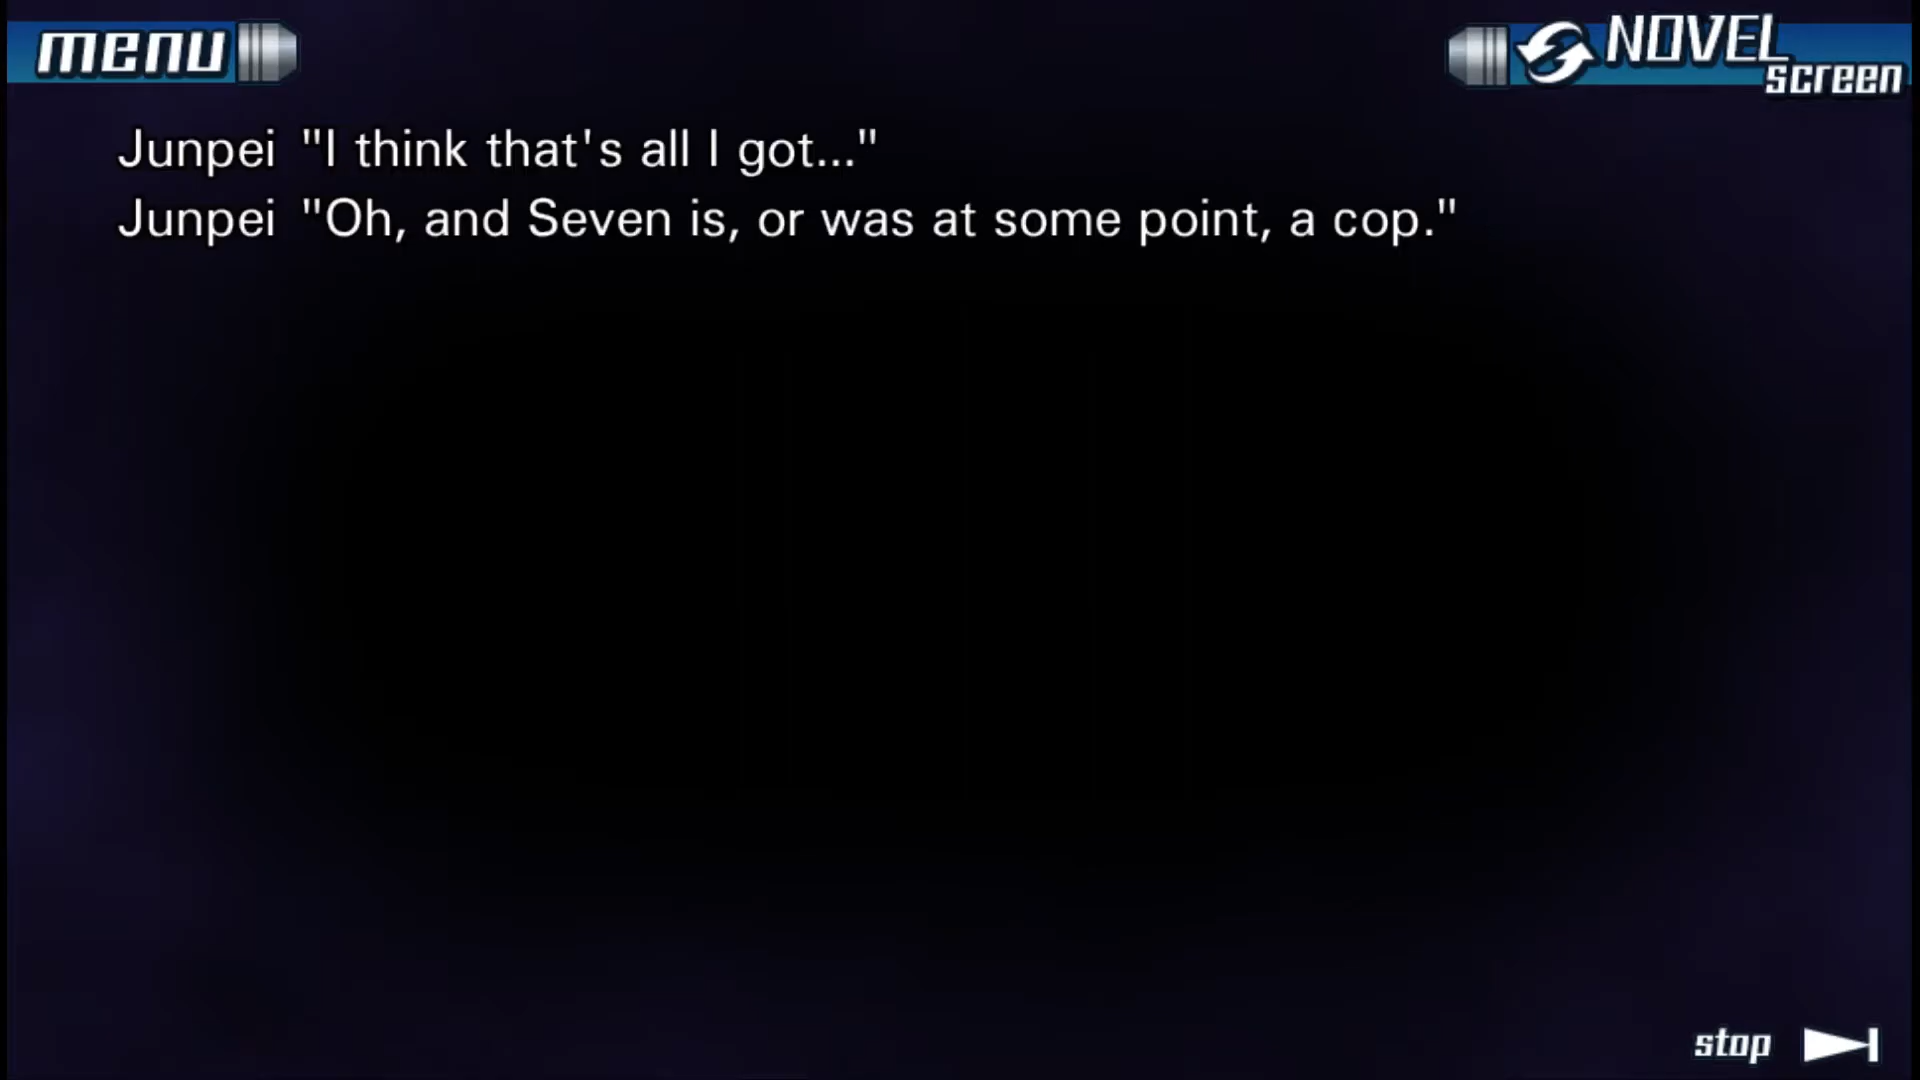 menu
NOVEL
screen
Junpei "I think that's all I got..."
Junpei "Oh, and Seven is, or was at some point, a cop."
stop